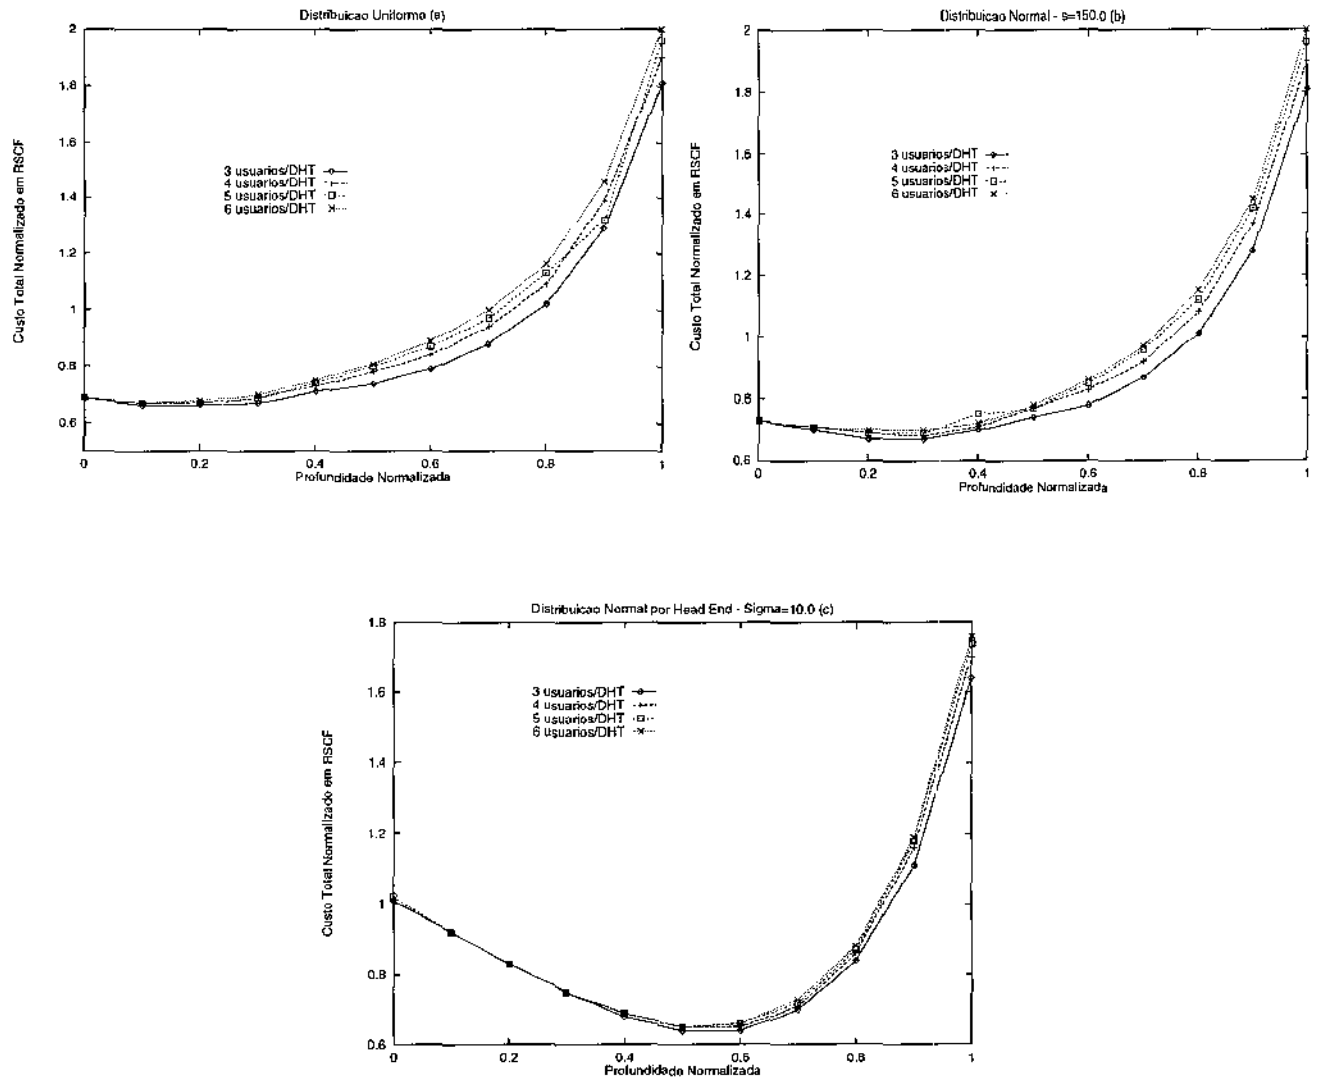 Distribuicao Uniforme (a)
2
1.8
1.6
1.4
1.2
1
0.8
0.6
Custo Total Normalizado em RSCF
3 usuarios/DHT
4 usuarios/DHT
5 usuarios/DHT
6 usuarios/DHT
0 0.2 0.4 0.6 0.8 1
Profundidade Normalizada
Distribuicao Normal - s=150.0 (b)
2
1.8
1.6
1.4
1.2
1
0.8
0.6
Custo Total Normalizado em RSCF
3 usuarios/DHT
4 usuarios/DHT
5 usuarios/DHT
6 usuarios/DHT
0 0.2 0.4 0.6 0.8 1
Profundidade Normalizada
Distribuicao Normal por Head End - Sigma=10.0 (c)
1.8
1.6
1.4
1.2
1
0.8
0.6
Custo Total Normalizado em RSCF
3 usuarios/DHT
4 usuarios/DHT
5 usuarios/DHT
6 usuarios/DHT
0 0.2 0.4 0.6 0.8 1
Profundidade Normalizada